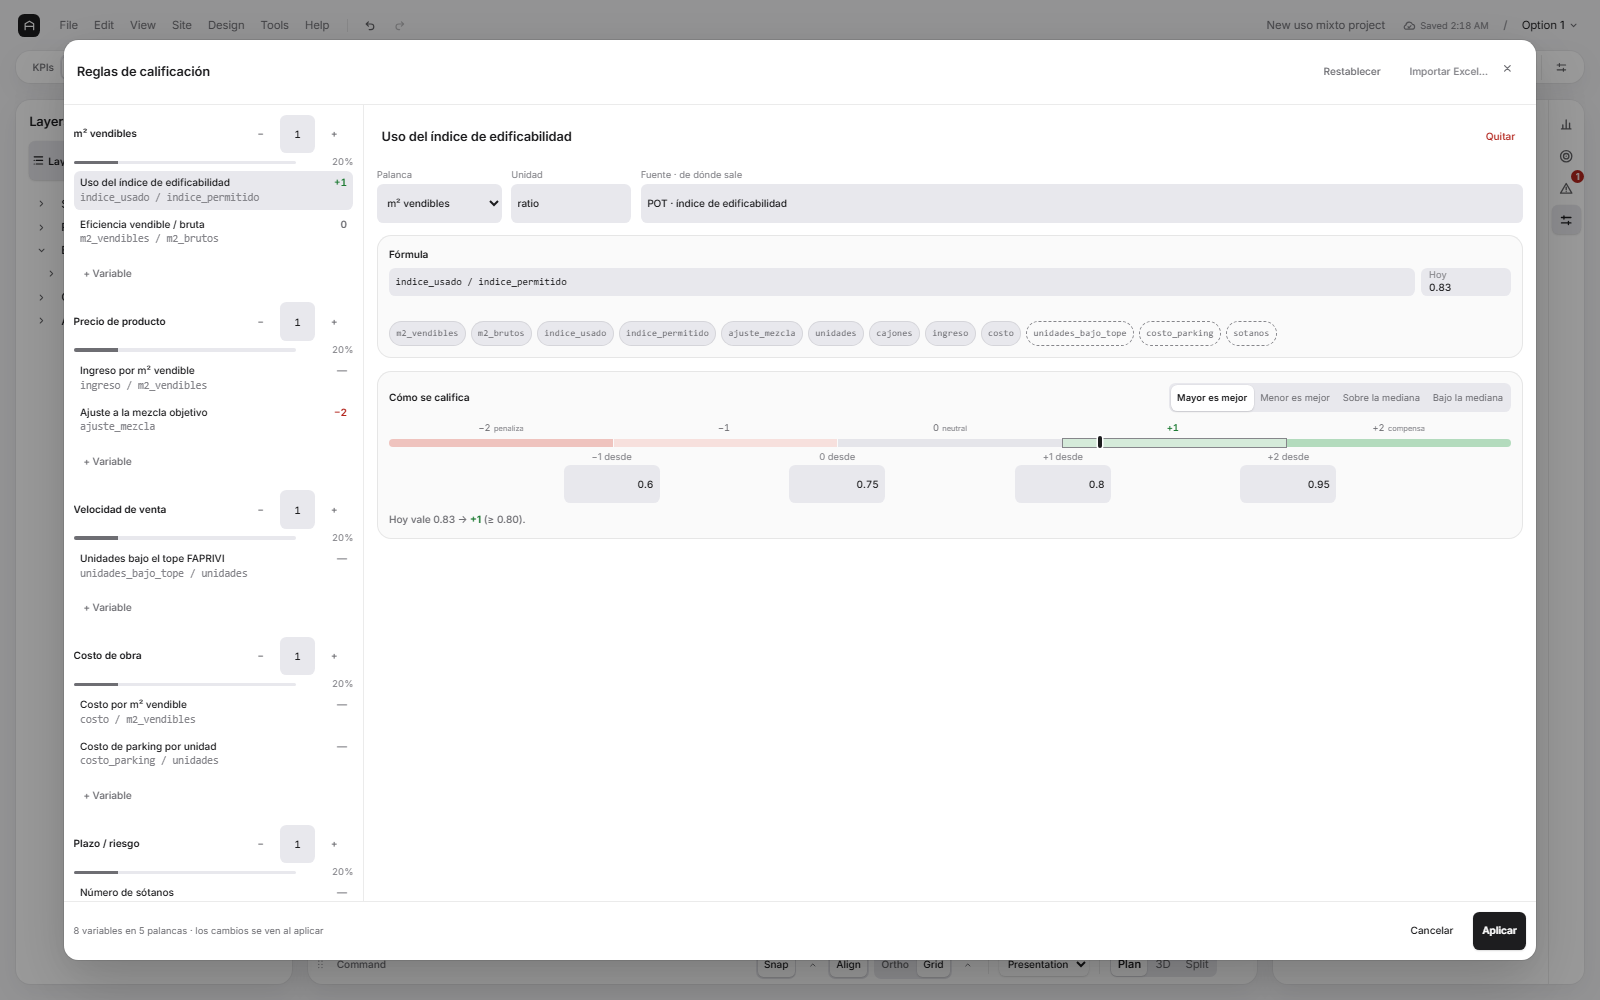 File Edit View Site Design Tools Help
New uso mixto project Saved 2:18 AM / Option 1
KPIs
Layer
Lay
1
Reglas de calificación
Restablecer Importar Excel... ×
m² vendibles − 1 +
20%
Uso del índice de edificabilidad +1
indice_usado / indice_permitido
Eficiencia vendible / bruta 0
m2_vendibles / m2_brutos
+ Variable
Precio de producto − 1 +
20%
Ingreso por m² vendible —
ingreso / m2_vendibles
Ajuste a la mezcla objetivo −2
ajuste_mezcla
+ Variable
Velocidad de venta − 1 +
20%
Unidades bajo el tope FAPRIVI —
unidades_bajo_tope / unidades
+ Variable
Costo de obra − 1 +
20%
Costo por m² vendible —
costo / m2_vendibles
Costo de parking por unidad —
costo_parking / unidades
+ Variable
Plazo / riesgo − 1 +
20%
Número de sótanos —
Uso del índice de edificabilidad Quitar
Palanca Unidad Fuente · de dónde sale
m² vendibles ratio POT · índice de edificabilidad
Fórmula
indice_usado / indice_permitido
Hoy
0.83
m2_vendibles m2_brutos indice_usado indice_permitido ajuste_mezcla unidades cajones ingreso costo unidades_bajo_tope costo_parking sotanos
Cómo se califica Mayor es mejor Menor es mejor Sobre la mediana Bajo la mediana
−2 penaliza −1 0 neutral +1 +2 compensa
−1 desde 0 desde +1 desde +2 desde
0.6 0.75 0.8 0.95
Hoy vale 0.83 → +1 (≥ 0.80).
8 variables en 5 palancas · los cambios se ven al aplicar
Cancelar Aplicar
Command Snap Align Ortho Grid Presentation Plan 3D Split